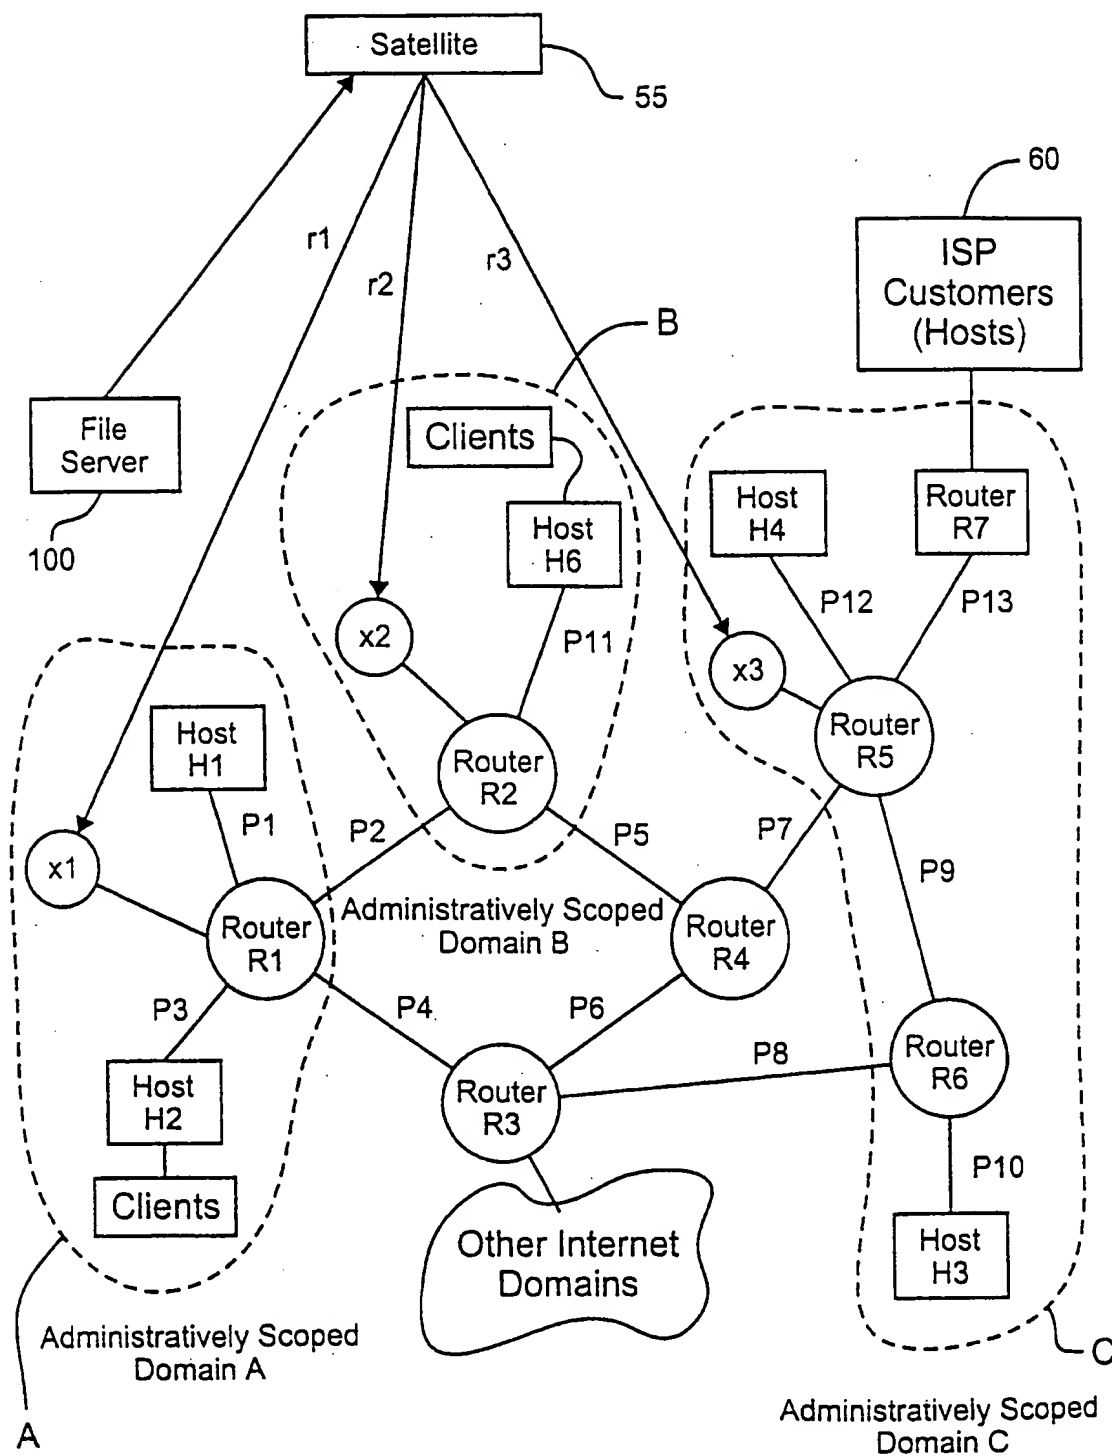 Satellite
55
60
r1
r2
r3
ISP
Customers
(Hosts)
B
File
Server
100
Clients
Host
H6
Host
H4
Router
R7
P12
P13
x2
P11
x3
Router
R5
Host
H1
Router
R2
P1
P2
P5
P7
P9
x1
Router
R1
Administratively Scoped
Domain B
Router
R4
P3
P4
P6
P8
Router
R6
Host
H2
Router
R3
P10
Clients
Other Internet
Domains
Host
H3
Administratively Scoped
Domain A
A
C
Administratively Scoped
Domain C